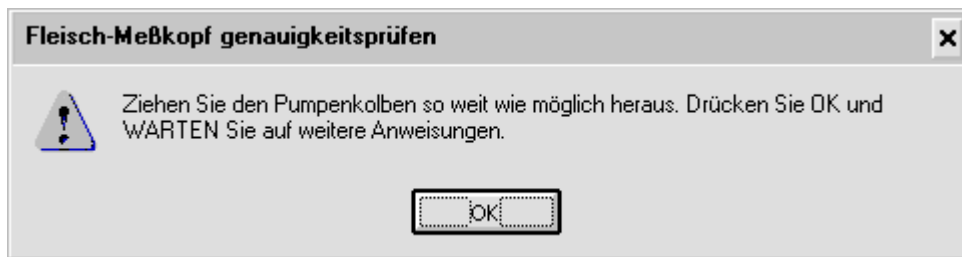 Fleisch-Meßkopf genauigkeitsprüfen
Ziehen Sie den Pumpenkolben so weit wie möglich heraus. Drücken Sie OK und
WARTEN Sie auf weitere Anweisungen.
OK